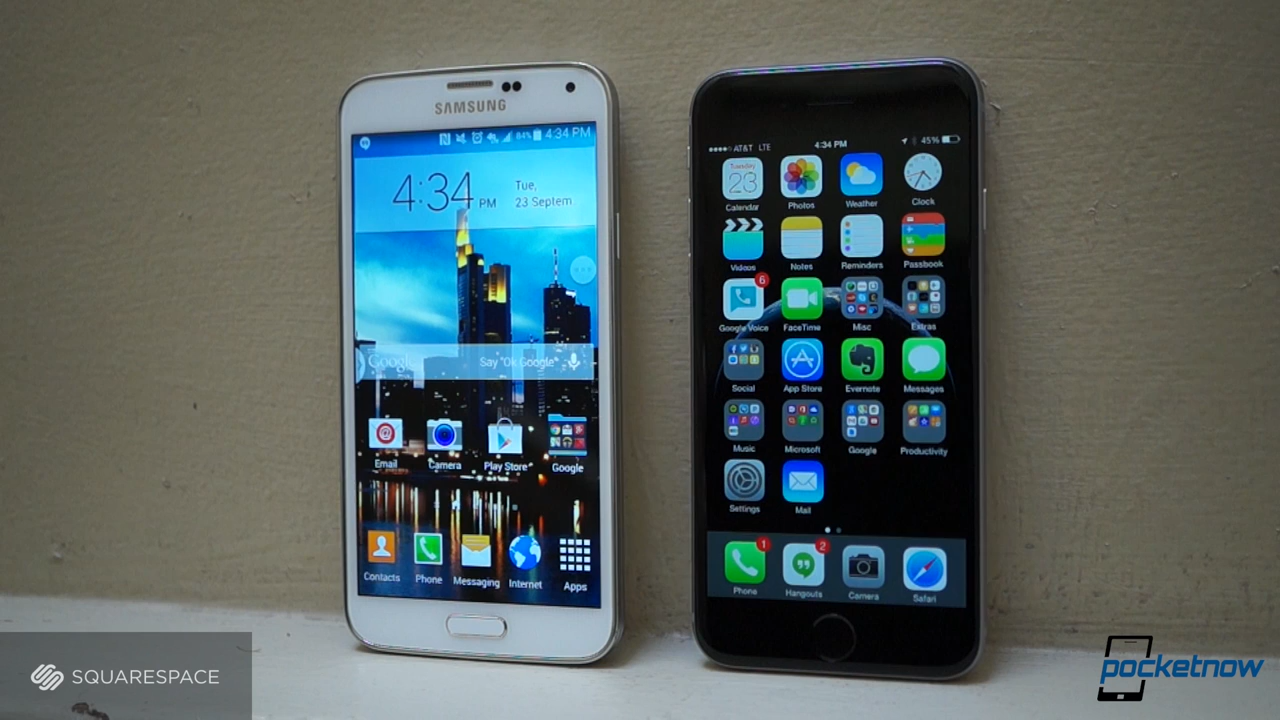 SAMSUNG
84% 4:34 PM
4:34 PM
Tue,
23 Septem
Google Say "Ok Google"
Email Camera Play Store Google
Contacts Phone Messaging Internet Apps
AT&T LTE 4:34 PM 45%
Tuesday
23
Calendar Photos Weather Clock
Videos Notes Reminders Passbook
6
Google Voice FaceTime Misc Extras
Social App Store Evernote Messages
Music Microsoft Google Productivity
Settings Mail
1 2
Phone Hangouts Camera Safari
SQUARESPACE
pocketnow